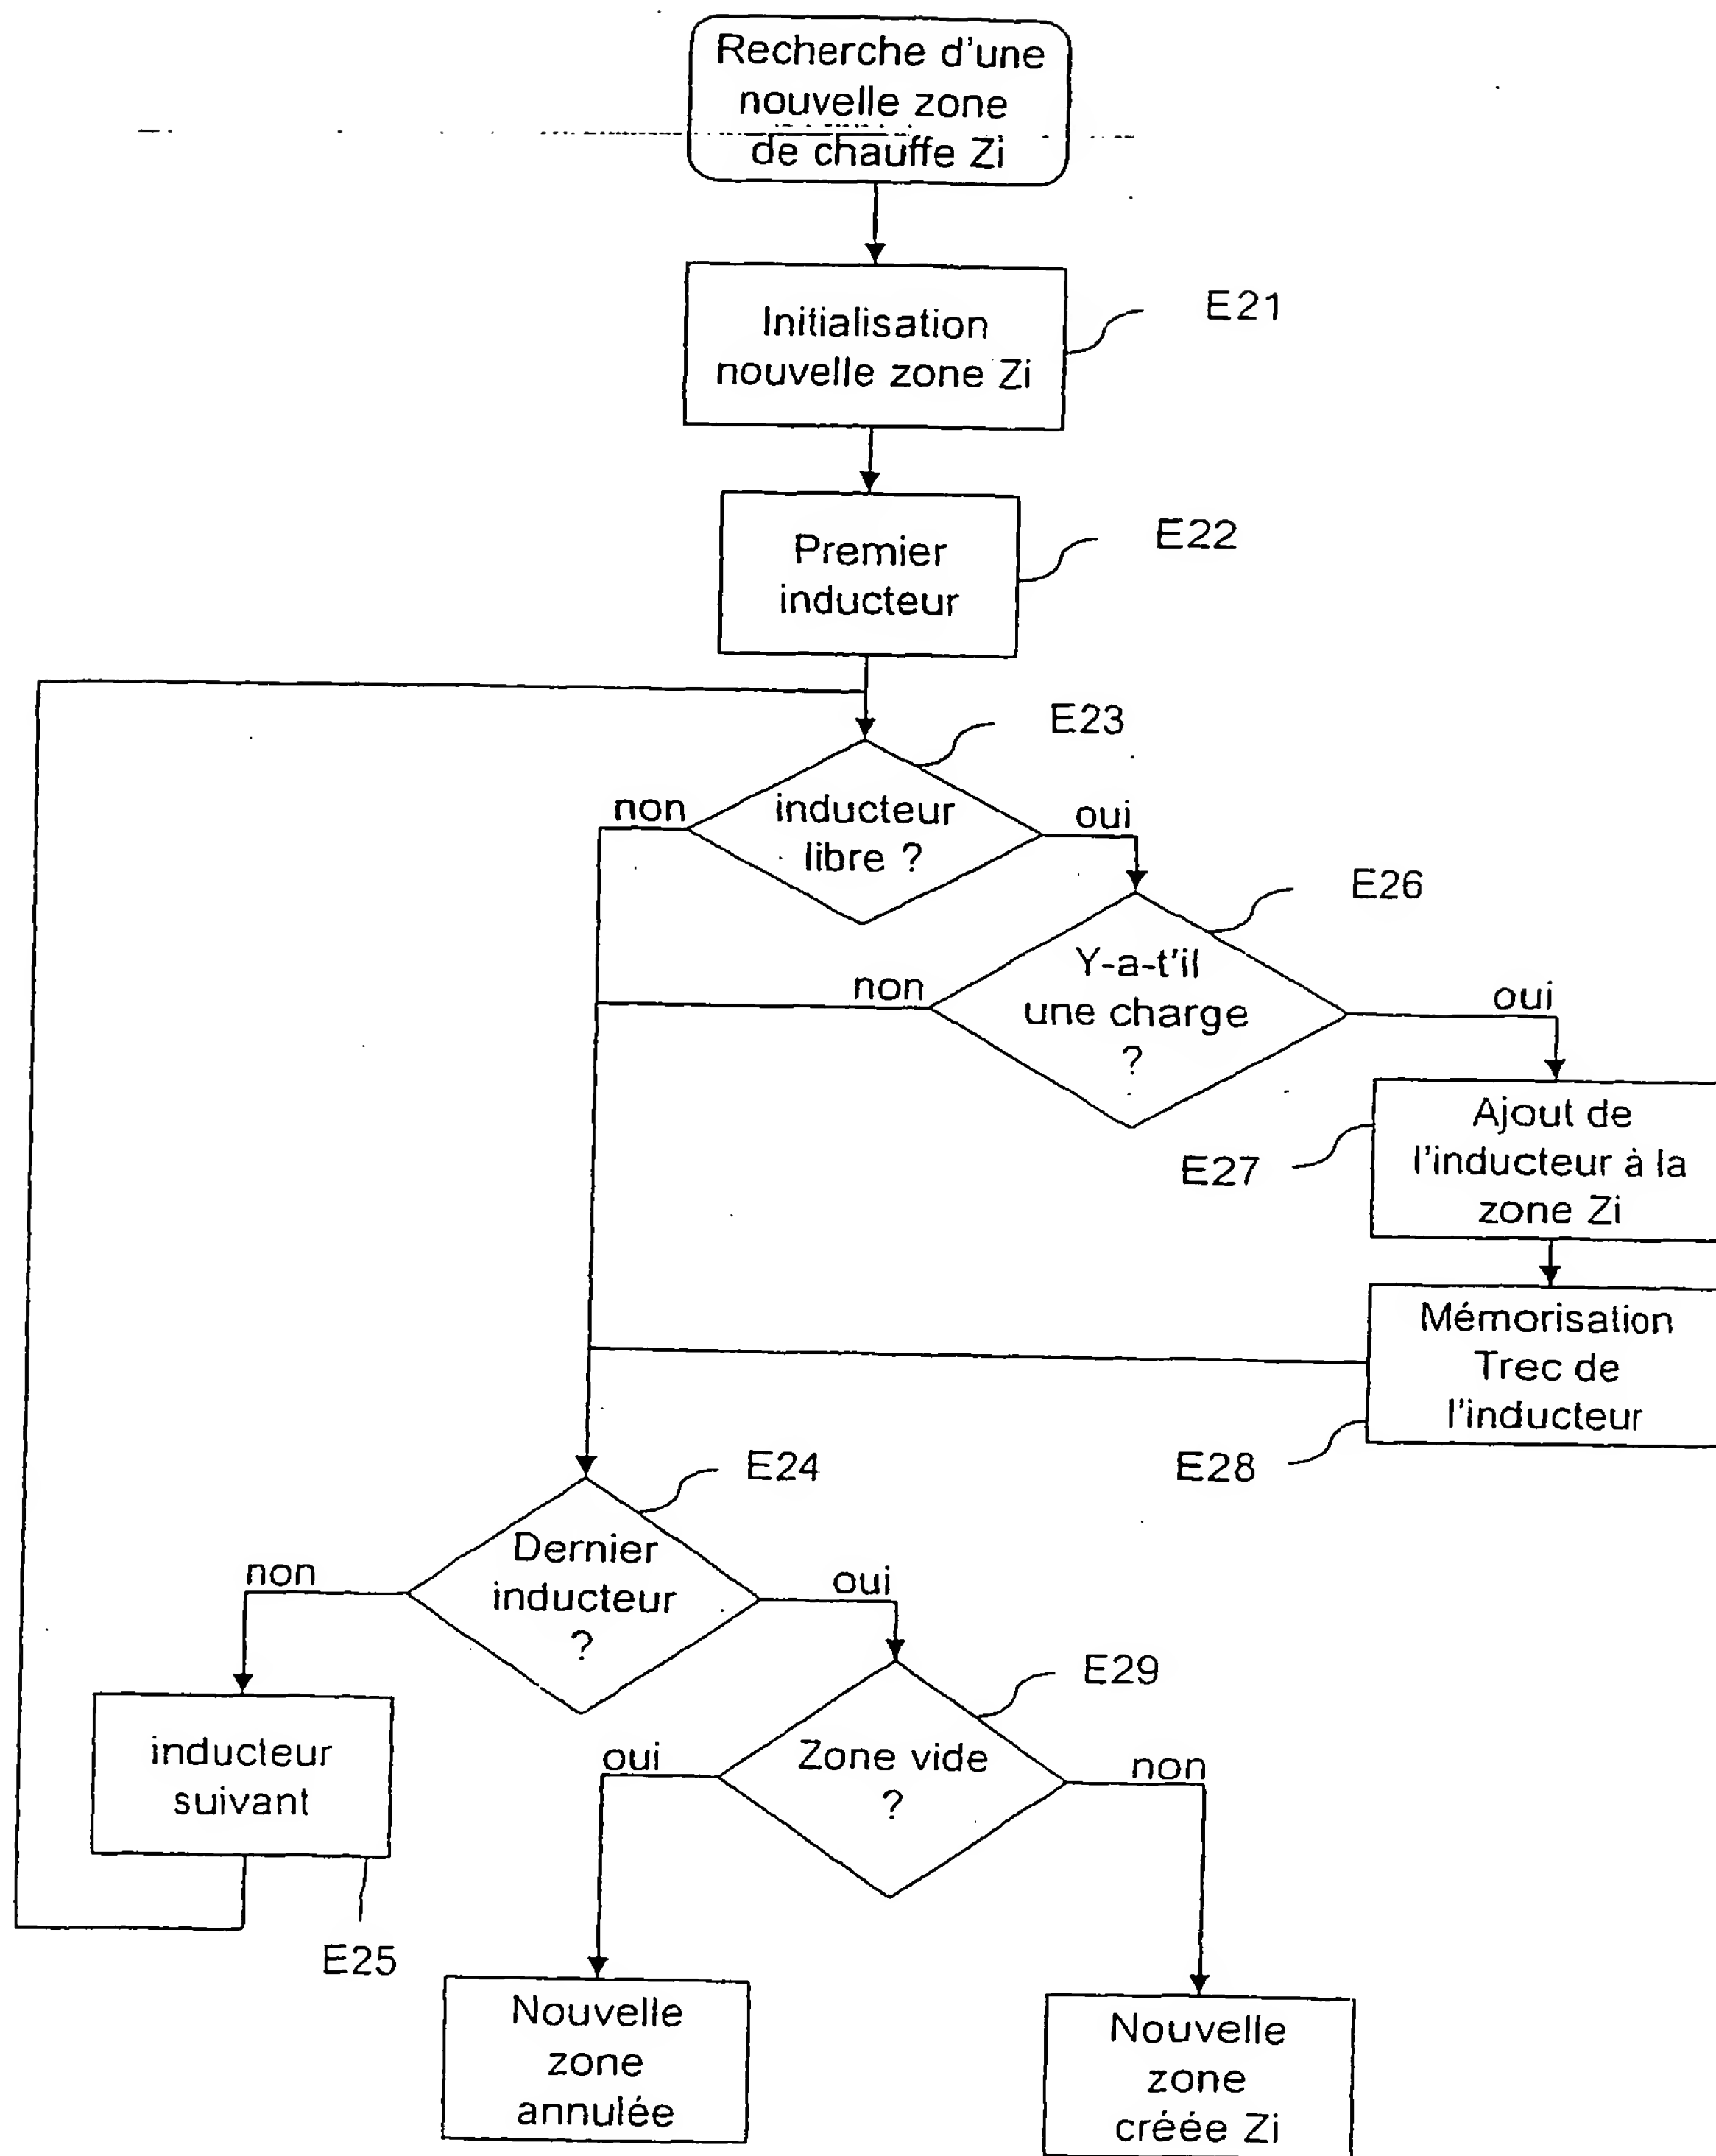 Recherche d'une
nouvelle zone
de chauffe Zi
Initialisation
nouvelle zone Zi
E21
Premier
inducteur
E22
E23
non
inducteur
libre ?
oui
E26
non
Y-a-t'il
une charge
?
oui
Ajout de
l'inducteur à la
zone Zi
E27
Mémorisation
Trec de
l'inducteur
E28
E24
non
Dernier
inducteur
?
oui
E29
inducteur
suivant
E25
oui
Zone vide
?
non
Nouvelle
zone
annulée
Nouvelle
zone
créée Zi